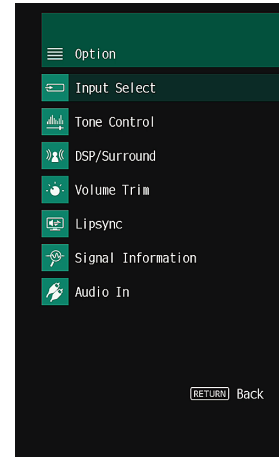 Option
Input Select
Tone Control
DSP/Surround
Volume Trim
Lipsync
Signal Information
Audio In
RETURN Back